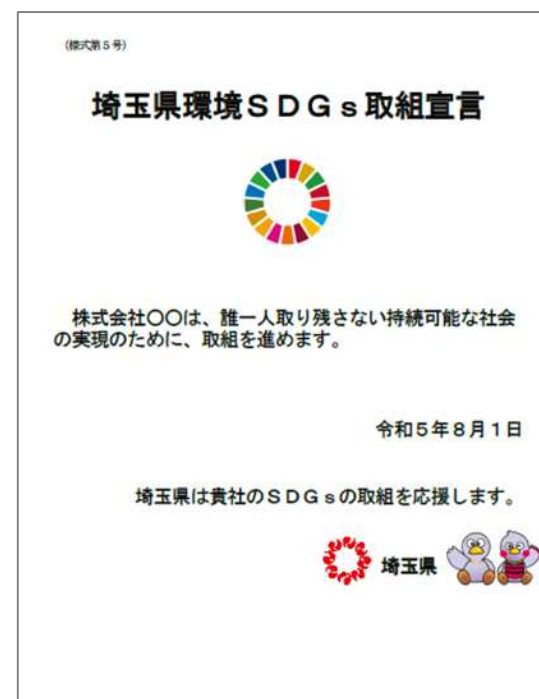 (様式第5号)
埼玉県環境SDGs取組宣言
株式会社〇〇は、誰一人取り残さない持続可能な社会
の実現のために、取組を進めます。
令和5年8月1日
埼玉県は貴社のSDGsの取組を応援します。
埼玉県